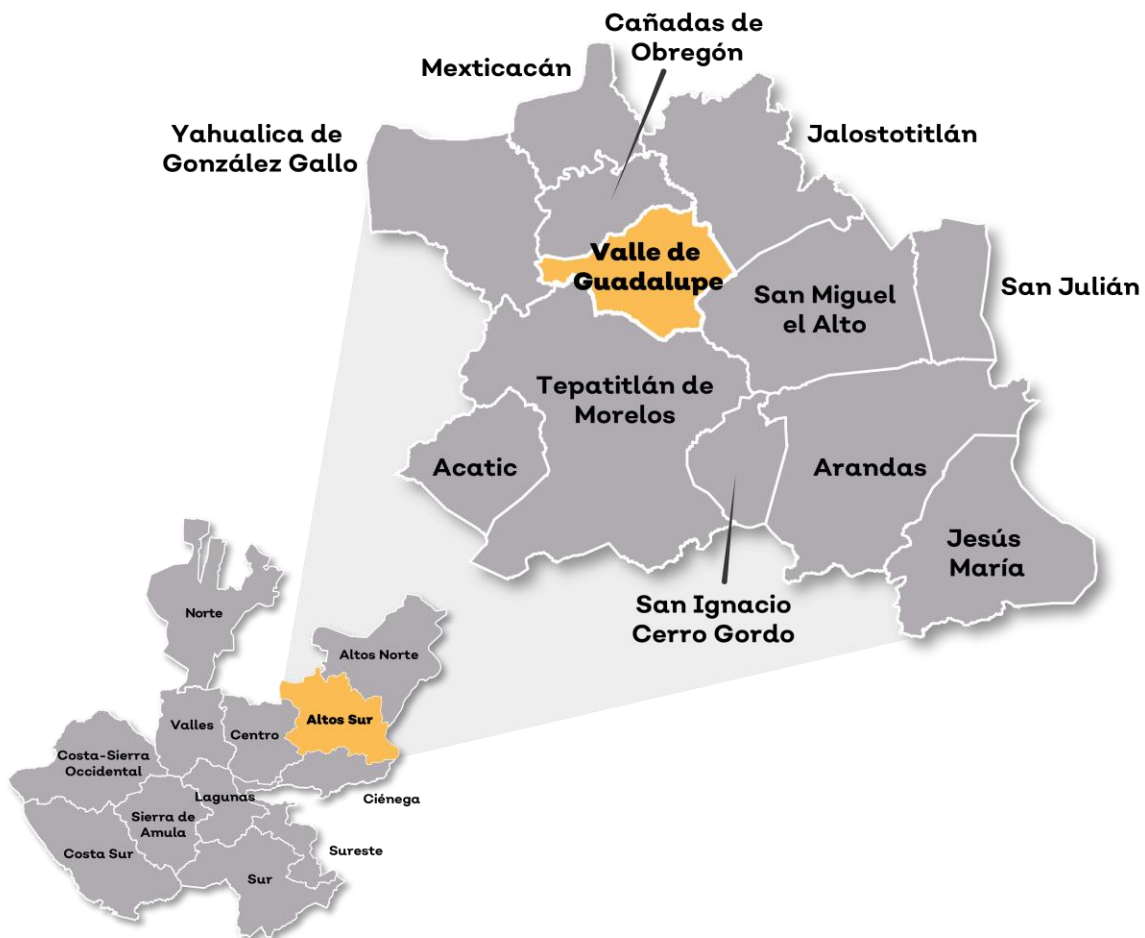 Cañadas de
Obregón
Mexticacán
Yahualica de
González Gallo
Jalostotitlán
Valle de
Guadalupe
San Miguel
el Alto
San Julián
Tepatitlán de
Morelos
Acatic
Arandas
Jesús
María
San Ignacio
Cerro Gordo
Norte
Altos Norte
Altos Sur
Valles
Centro
Costa-Sierra
Occidental
Lagunas
Ciénega
Sierra de
Amula
Costa Sur
Sureste
Sur